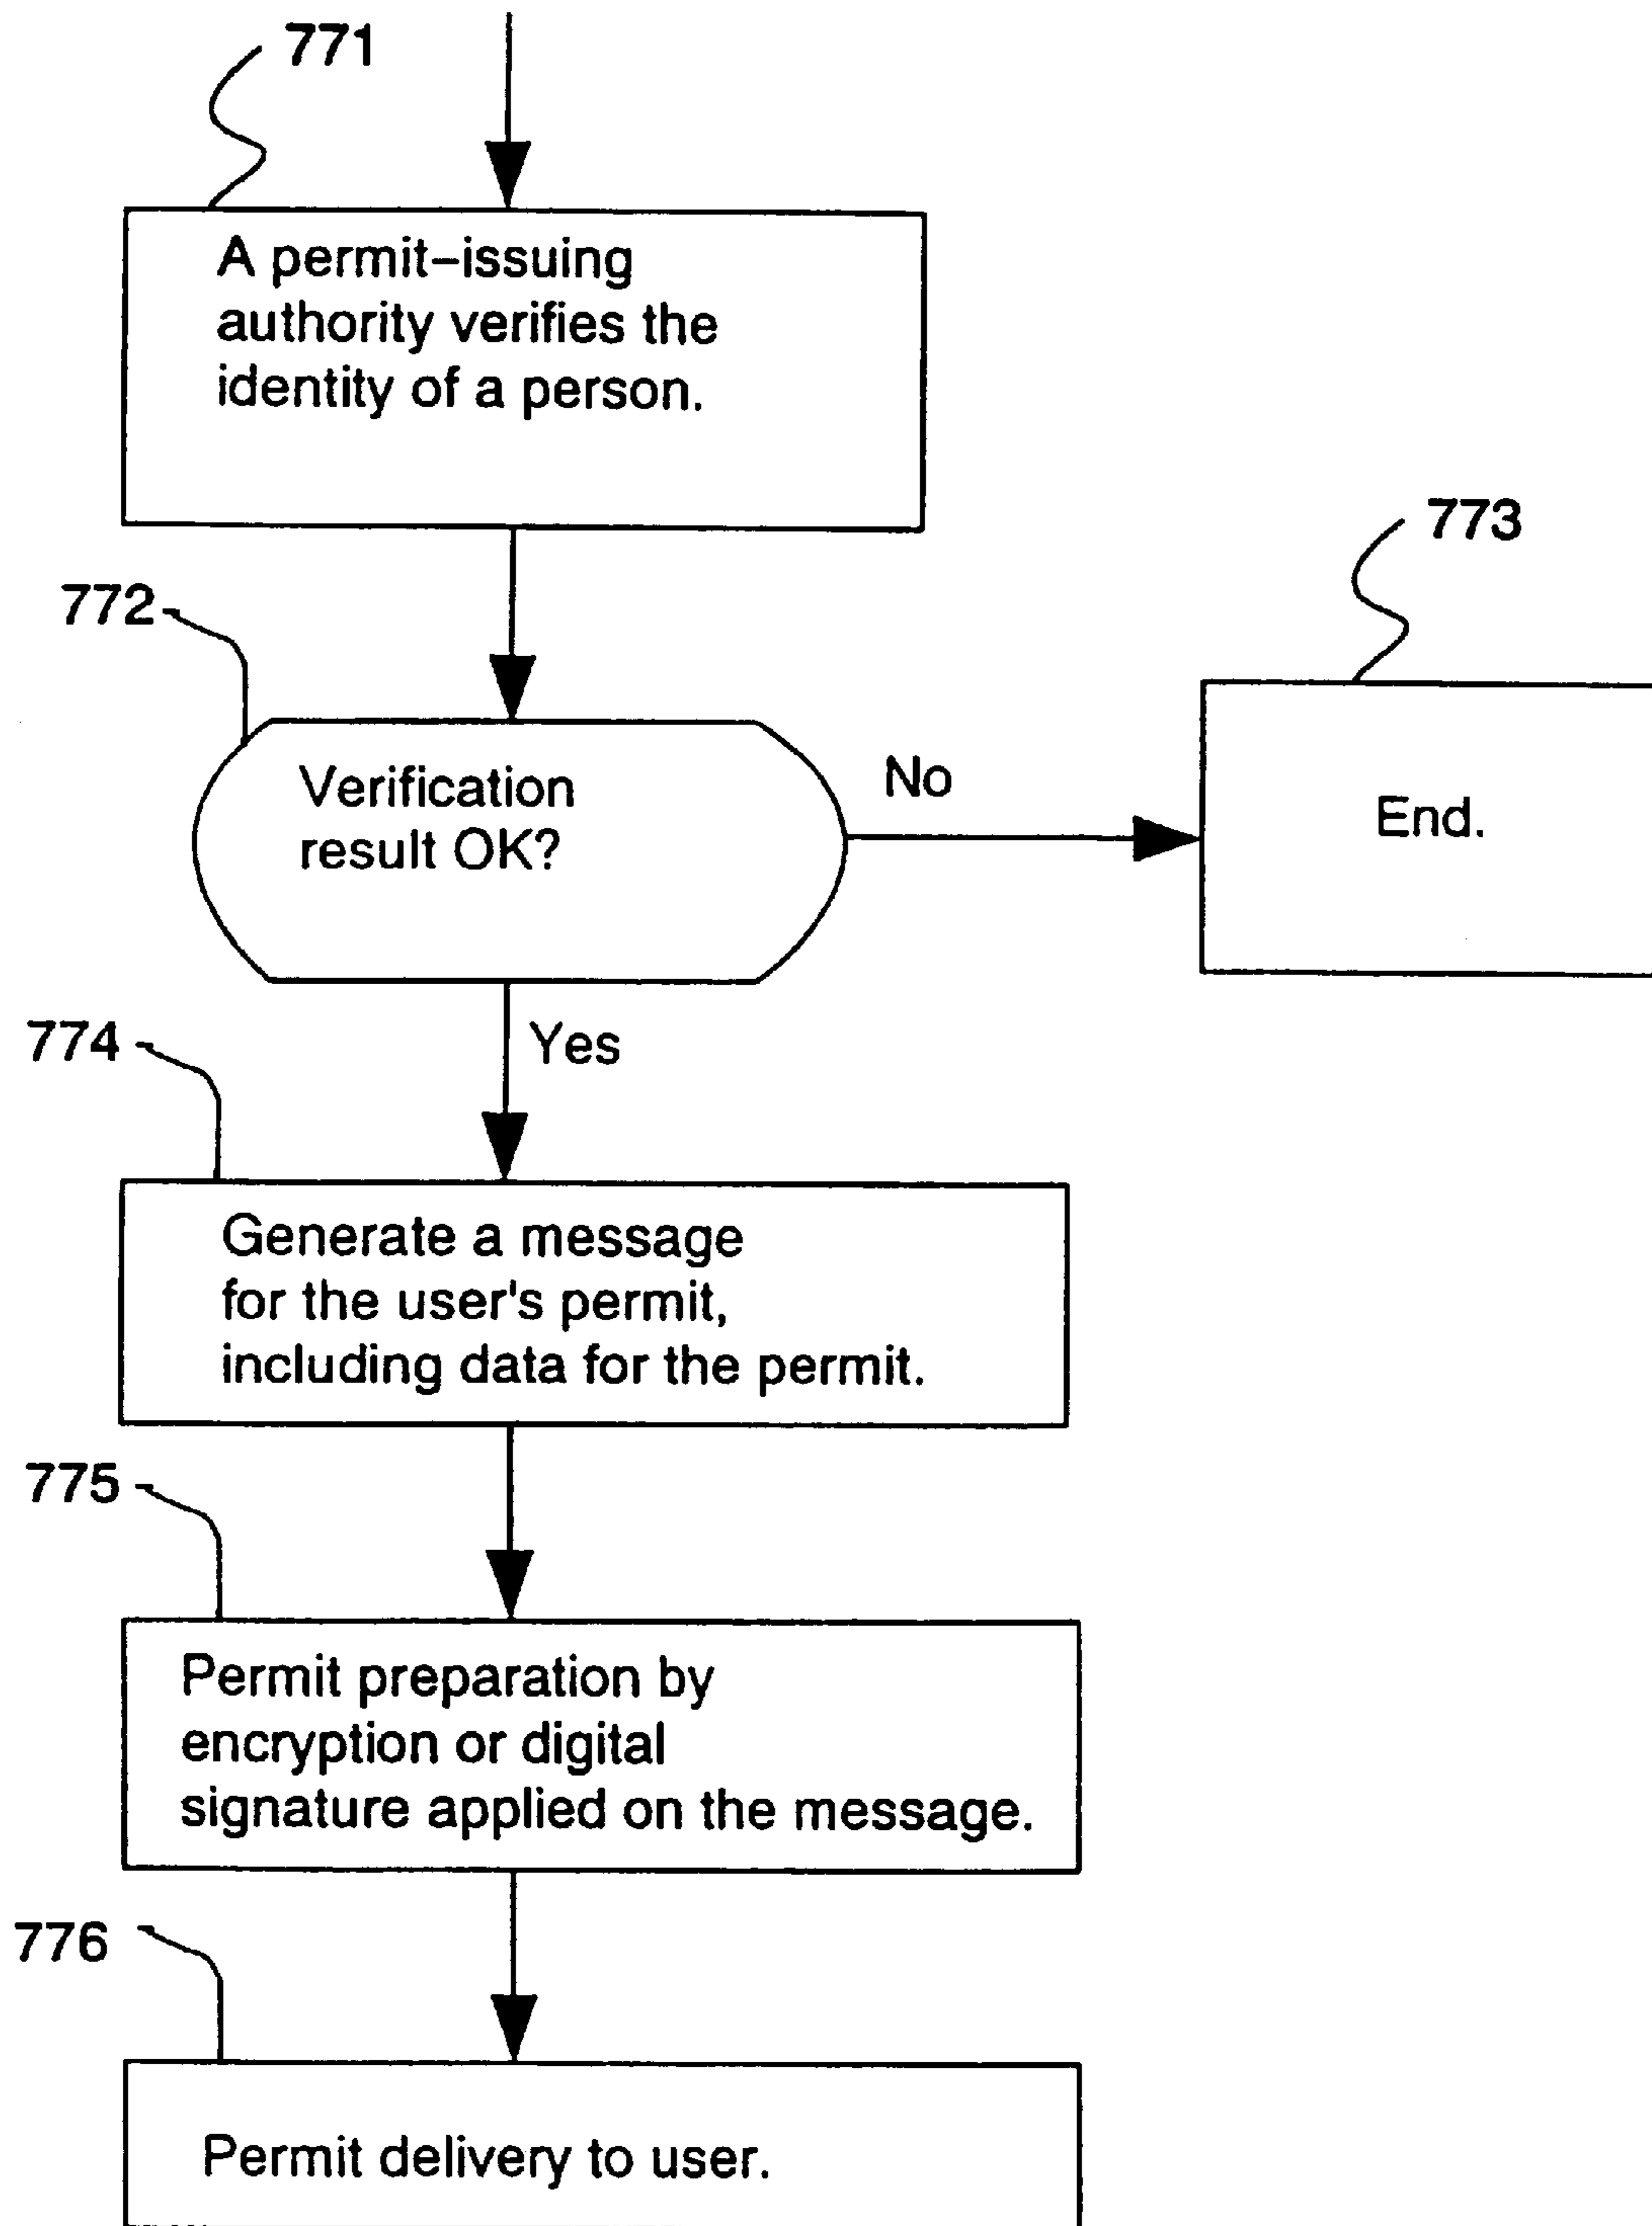 771
A permit–issuing
authority verifies the
identity of a person.
772
773
Verification
result OK?
No
End.
Yes
774
Generate a message
for the user's permit,
including data for the permit.
775
Permit preparation by
encryption or digital
signature applied on the message.
776
Permit delivery to user.